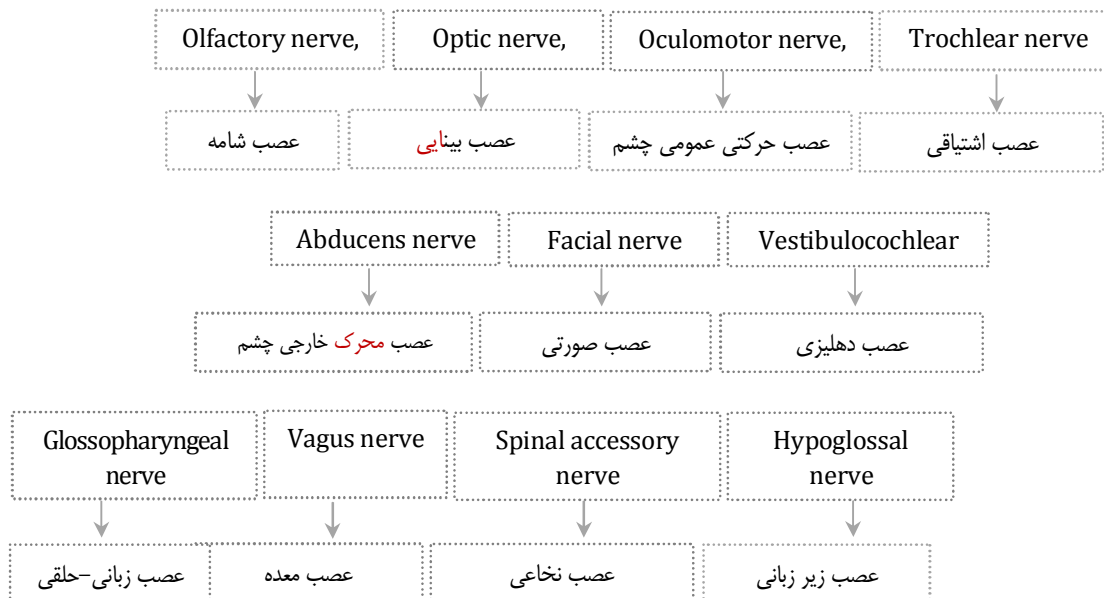 Olfactory nerve,
Optic nerve,
Oculomotor nerve,
Trochlear nerve
عصب شامه
عصب بینایی
عصب حرکتی عمومی چشم
عصب اشتیاقی
Abducens nerve
Facial nerve
Vestibulocochlear
عصب محرک خارجی چشم
عصب صورتی
عصب دهلیزی
Glossopharyngeal
nerve
Vagus nerve
Spinal accessory
nerve
Hypoglossal
nerve
عصب زبانی–حلقی
عصب معده
عصب نخاعی
عصب زیر زبانی